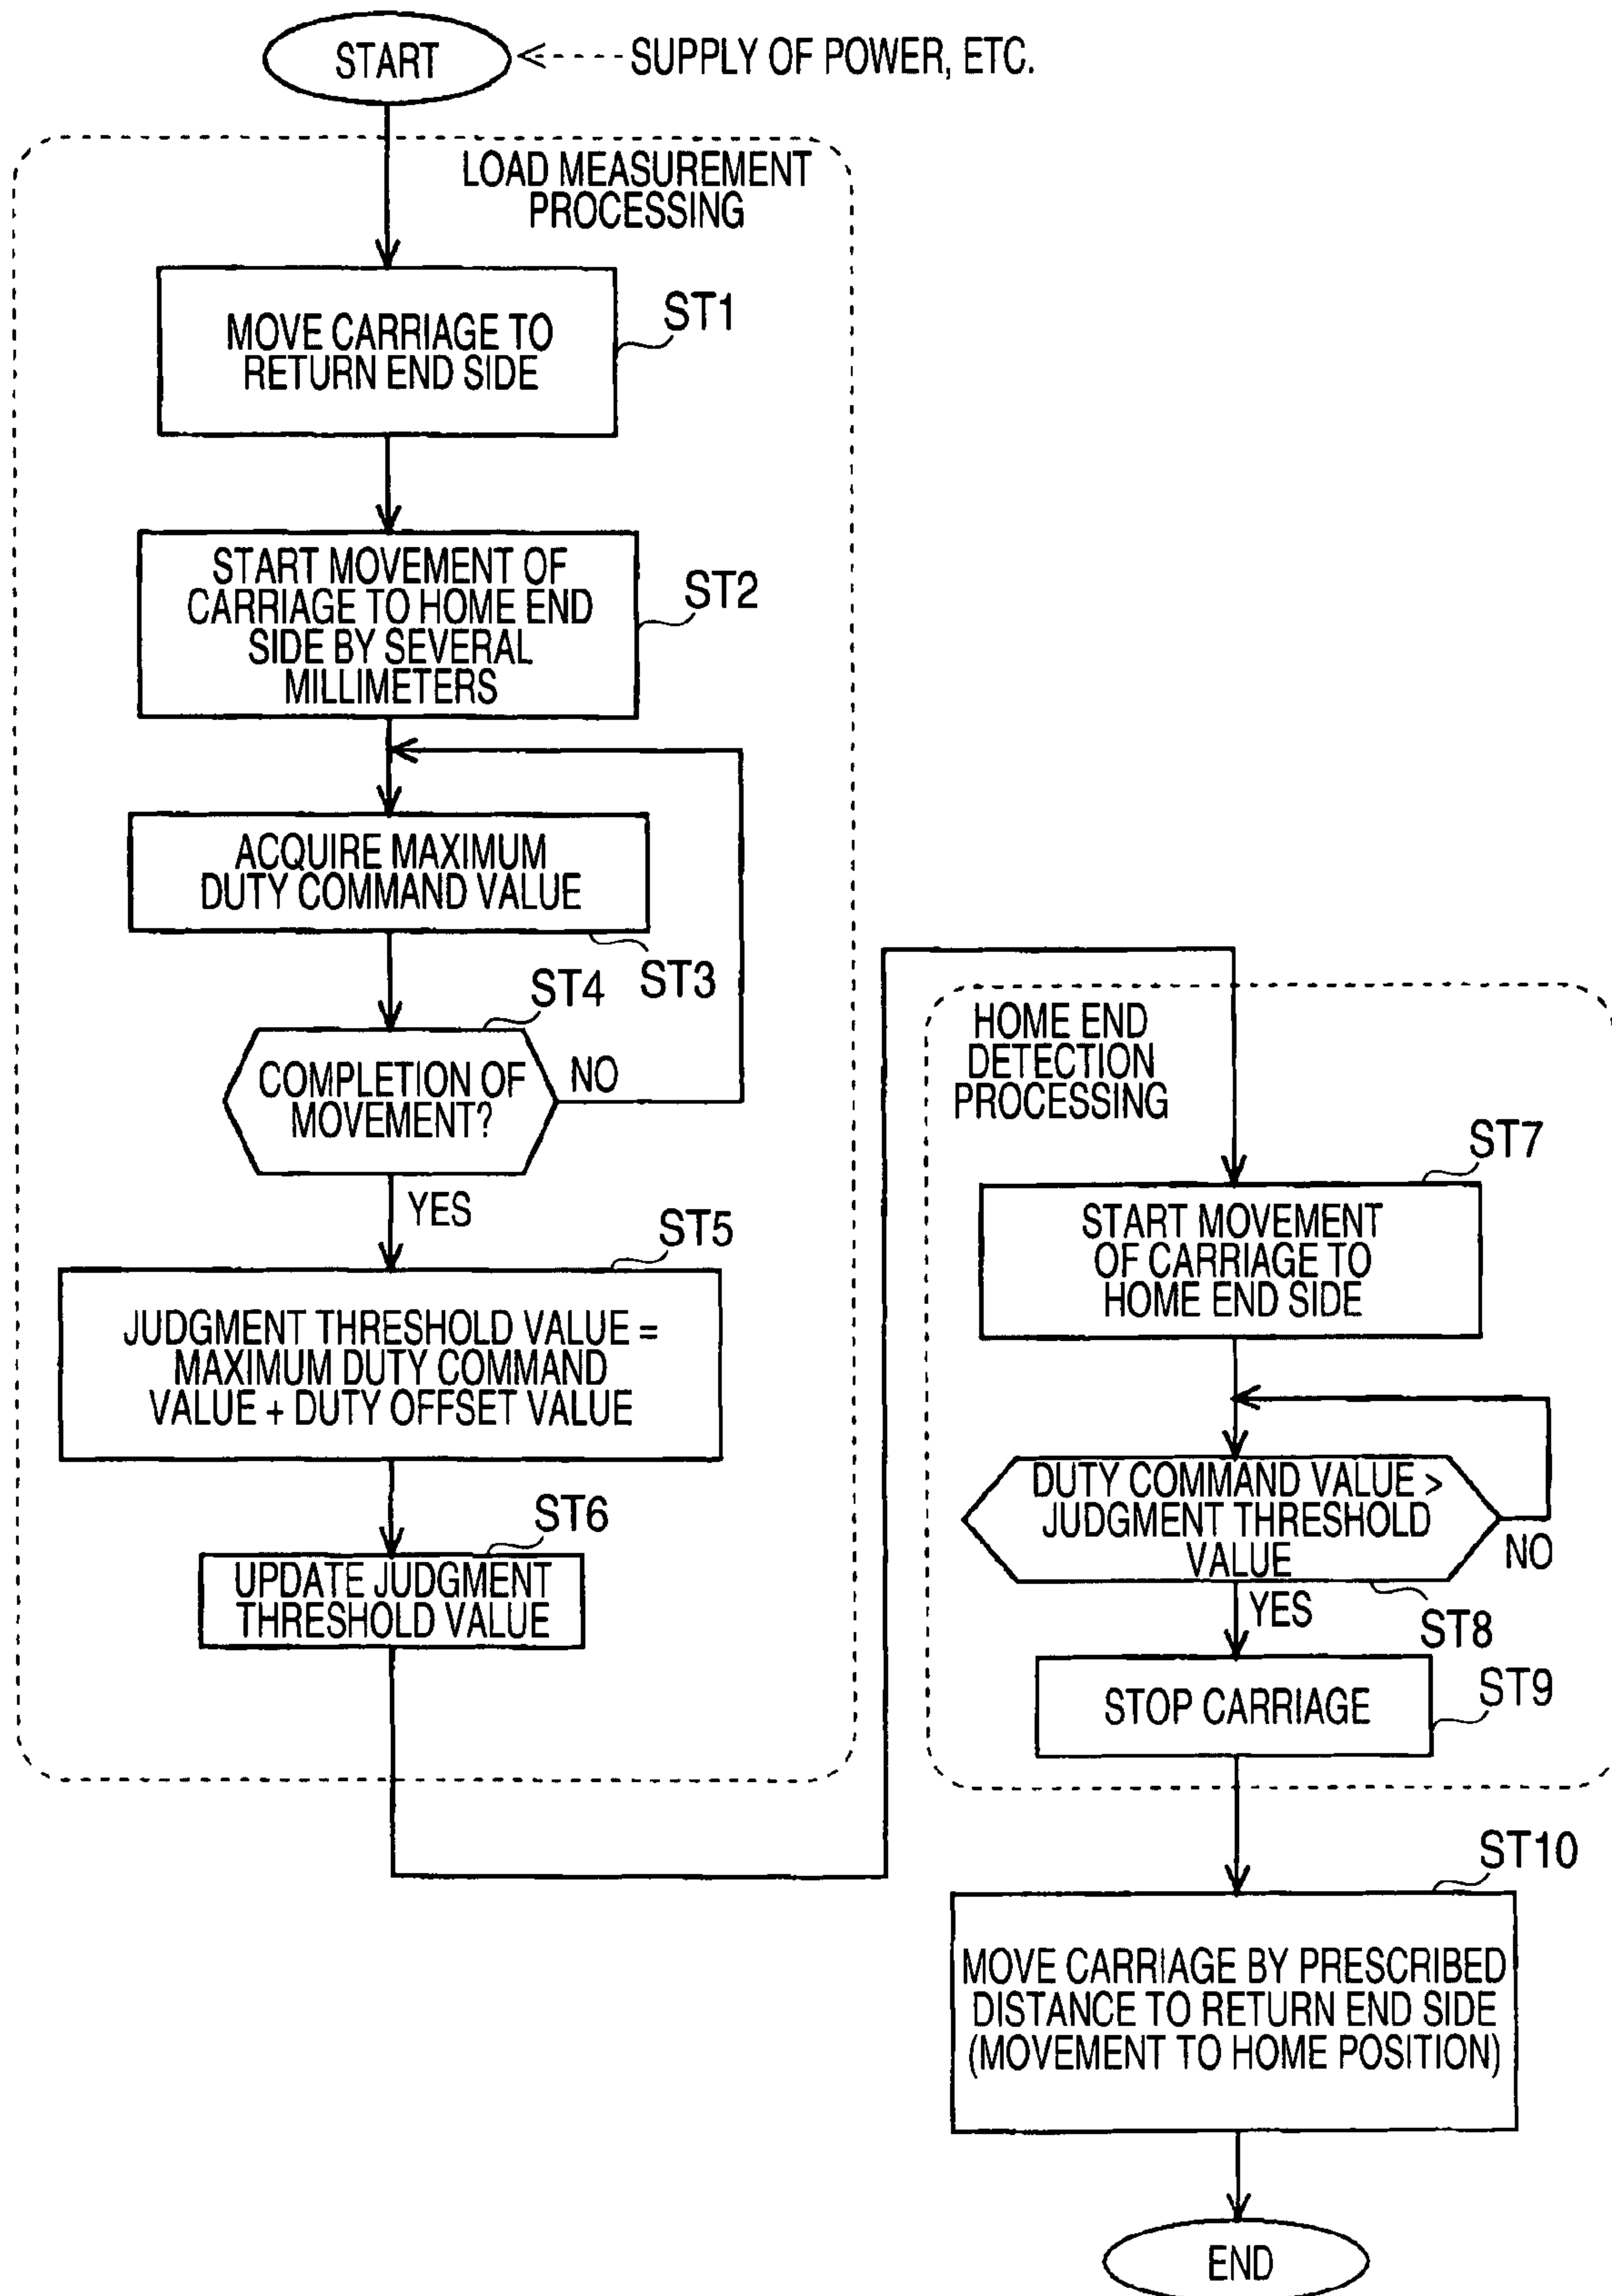 START
SUPPLY OF POWER, ETC.
LOAD MEASUREMENT
PROCESSING
MOVE CARRIAGE TO
RETURN END SIDE
ST1
START MOVEMENT OF
CARRIAGE TO HOME END
SIDE BY SEVERAL
MILLIMETERS
ST2
ACQUIRE MAXIMUM
DUTY COMMAND VALUE
ST3
ST4
COMPLETION OF
MOVEMENT?
NO
YES
ST5
JUDGMENT THRESHOLD VALUE =
MAXIMUM DUTY COMMAND
VALUE + DUTY OFFSET VALUE
ST6
UPDATE JUDGMENT
THRESHOLD VALUE
HOME END
DETECTION
PROCESSING
ST7
START MOVEMENT
OF CARRIAGE TO
HOME END SIDE
DUTY COMMAND VALUE >
JUDGMENT THRESHOLD
VALUE
NO
YES
ST8
STOP CARRIAGE
ST9
ST10
MOVE CARRIAGE BY PRESCRIBED
DISTANCE TO RETURN END SIDE
(MOVEMENT TO HOME POSITION)
END